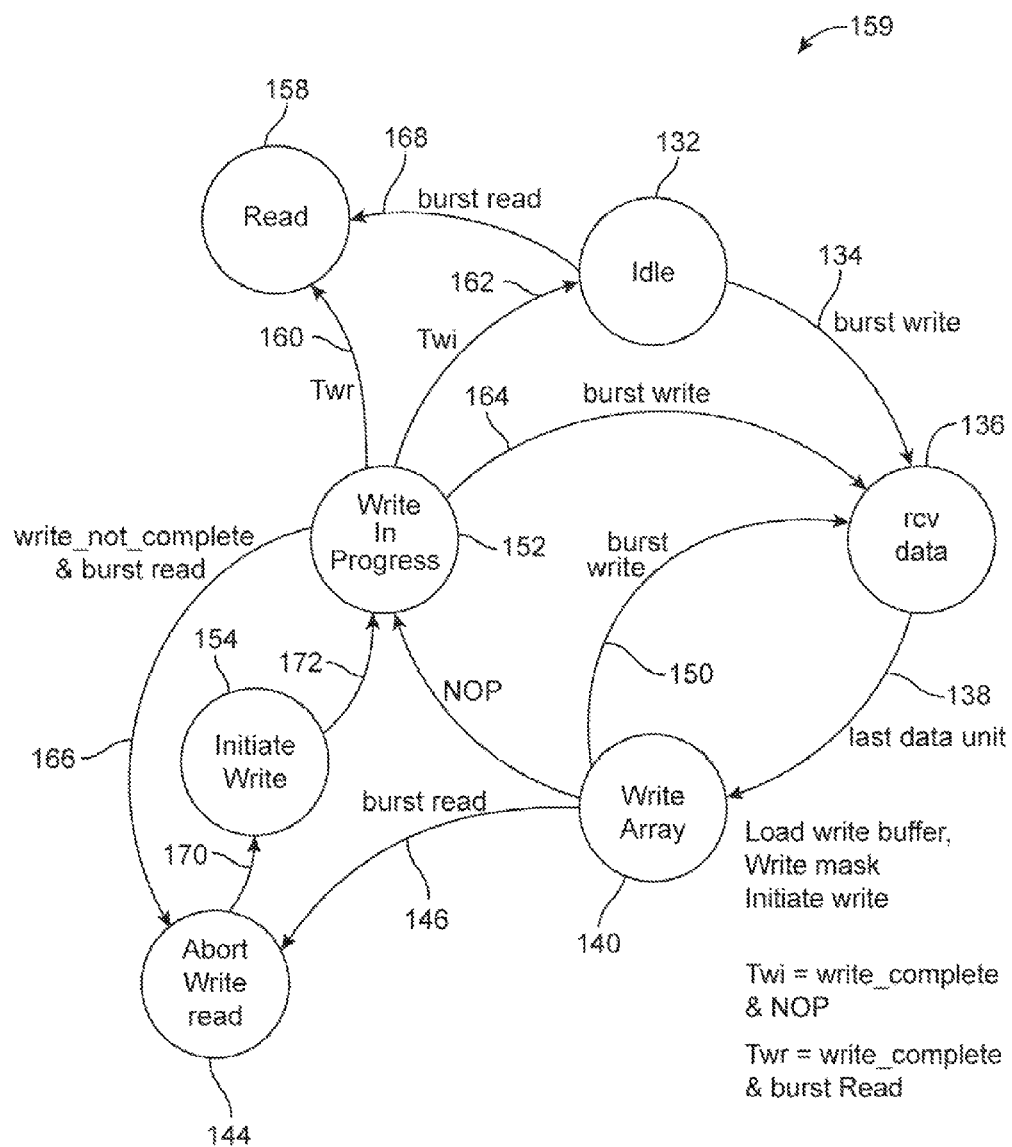 159
158
168
132
burst read
Read
Idle
134
162
burst write
160
Twi
Twr
164
burst write
136
write_not_complete
& burst read
Write
In
Progress
152
burst
write
rcv
data
154
172
NOP
150
138
166
Initiate
Write
last data unit
burst read
Write
Array
Load write buffer,
Write mask
Initiate write
170
146
140
Abort
Write
read
144
Twi = write_complete
& NOP
Twr = write_complete
& burst Read